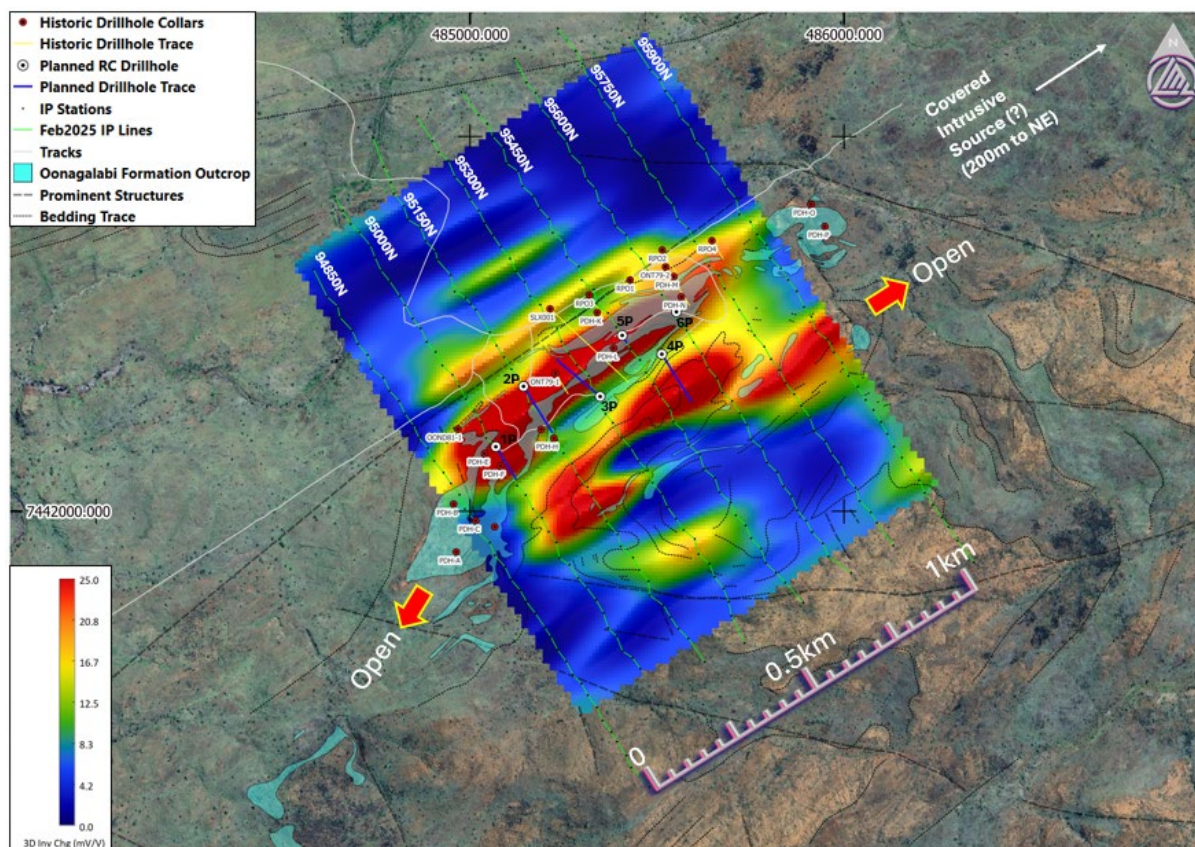 Historic Drillhole Collars
Historic Drillhole Trace
Planned RC Drillhole
Planned Drillhole Trace
IP Stations
Feb2025 IP Lines
Tracks
Oonagalabi Formation Outcrop
Prominent Structures
Bedding Trace
485000.000
486000.000
N
95900N
95750N
95600N
95450N
95300N
95150N
95000N
94850N
Covered
Intrusive
Source (?)
(200m to NE)
PDH-O
PDH-P
Open
RPO4
RPO2
ONT79-2
PDH-M
RPO1
RPO3
PDH-N
SLX001
PDH-K
5P
6P
PDH-L
4P
2P
ONT79-1
3P
OOND81-1
1P
PDH-H
PDH-E
PDH-F
7442000.000
PDH-B
PDH-C
PDH-A
Open
1km
0.5km
0
25.0
20.8
16.7
12.5
8.3
4.2
0.0
3D Inv Chg (mV/V)